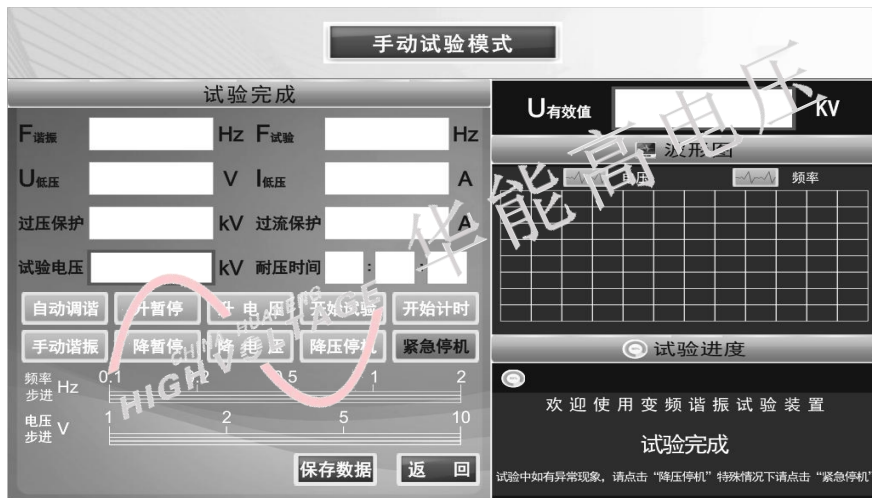 手动试验模式
试验完成
F谐振 Hz F试验 Hz
U低压 V I低压 A
过压保护 kV 过流保护 A
试验电压 kV 耐压时间 : :
自动调谐 升暂停 升电压 开始试验 开始计时
手动谐振 降暂停 降电压 降压停机 紧急停机
频率步进 Hz 0.1 0.2 0.5 1 2
电压步进 V 1 2 5 10
保存数据 返回
U有效值 KV
波形图
电压 频率
试验进度
欢迎使用变频谐振试验装置
试验完成
试验中如有异常现象，请点击“降压停机”特殊情况下请点击“紧急停机”
华能高电压
CHINA HUANENG
HIGH VOLTAGE